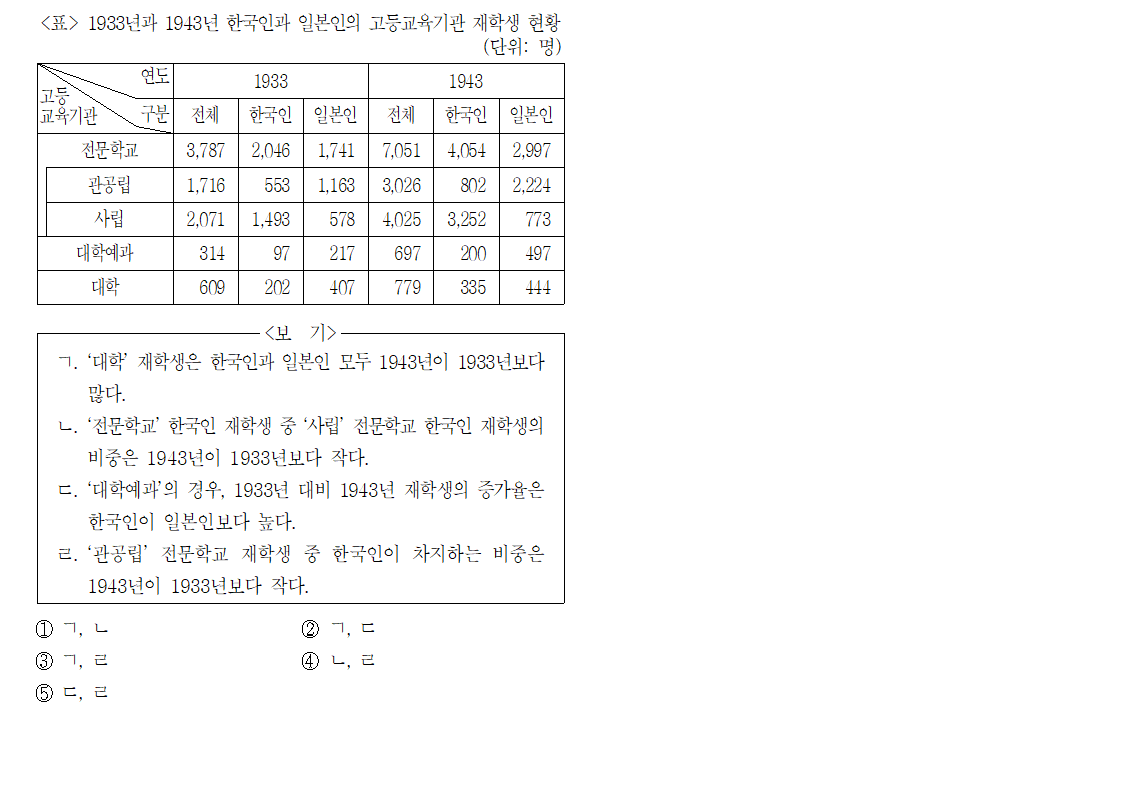 <표> 1933년과 1943년 한국인과 일본인의 고등교육기관 재학생 현황
(단위: 명)
연도 1933 1943
고등
교육기관 구분 전체 한국인 일본인 전체 한국인 일본인
전문학교 3,787 2,046 1,741 7,051 4,054 2,997
관공립 1,716 553 1,163 3,026 802 2,224
사립 2,071 1,493 578 4,025 3,252 773
대학예과 314 97 217 697 200 497
대학 609 202 407 779 335 444
<보 기>
ㄱ. ‘대학’ 재학생은 한국인과 일본인 모두 1943년이 1933년보다
많다.
ㄴ. ‘전문학교’ 한국인 재학생 중 ‘사립’ 전문학교 한국인 재학생의
비중은 1943년이 1933년보다 작다.
ㄷ. ‘대학예과’의 경우, 1933년 대비 1943년 재학생의 증가율은
한국인이 일본인보다 높다.
ㄹ. ‘관공립’ 전문학교 재학생 중 한국인이 차지하는 비중은
1943년이 1933년보다 작다.
① ㄱ, ㄴ ② ㄱ, ㄷ
③ ㄱ, ㄹ ④ ㄴ, ㄹ
⑤ ㄷ, ㄹ